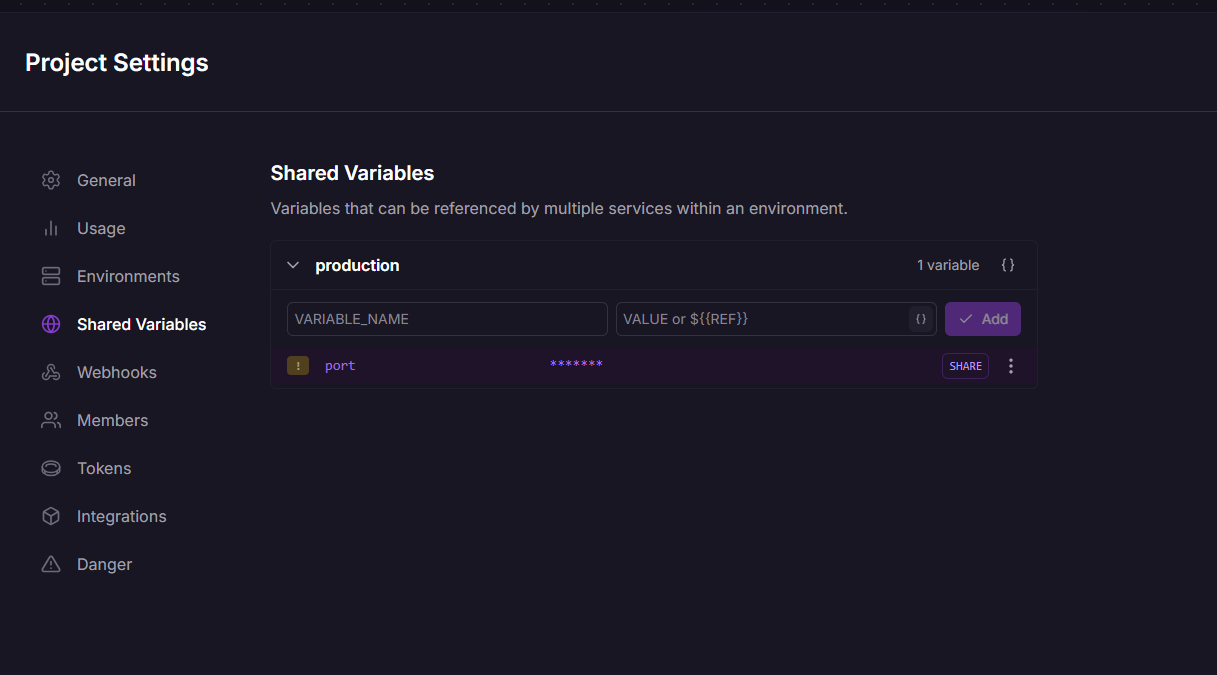 Project Settings
General
Usage
Environments
Shared Variables
Webhooks
Members
Tokens
Integrations
Danger
Shared Variables
Variables that can be referenced by multiple services within an environment.
production 1 variable {}
VARIABLE_NAME VALUE or ${{REF}} {} Add
! port ******* SHARE